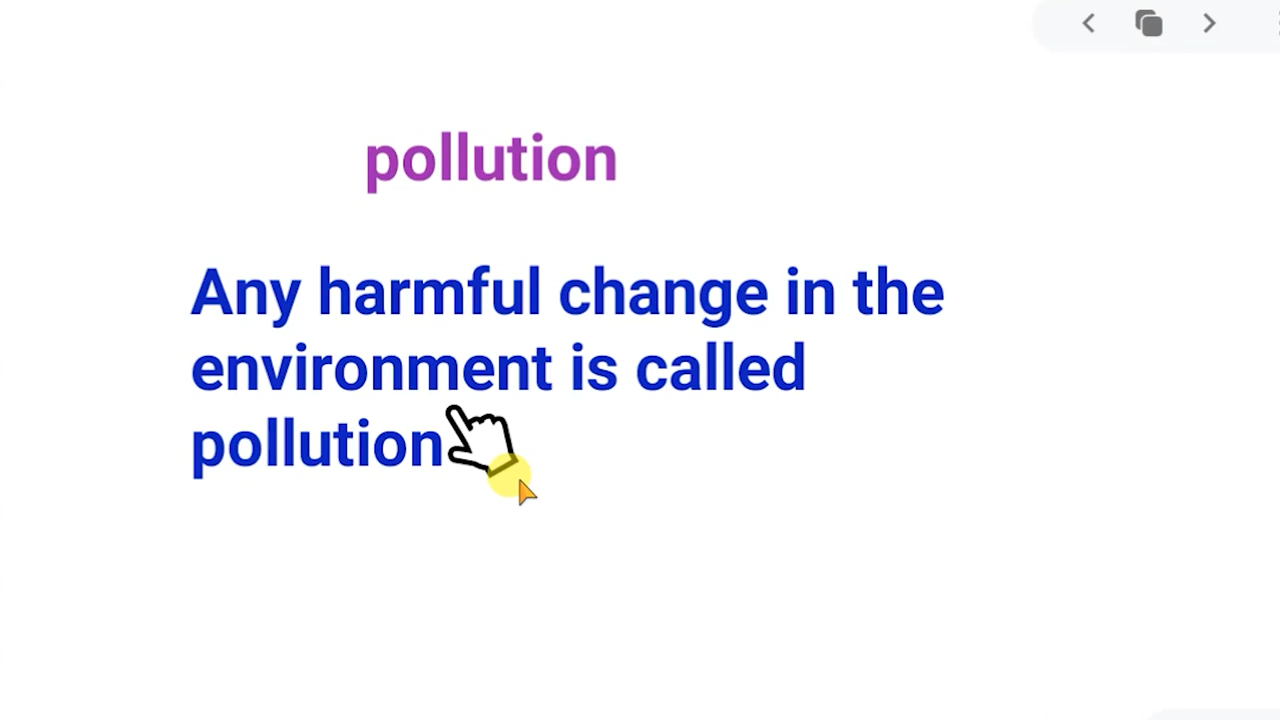 pollution
Any harmful change in the
environment is called
pollution